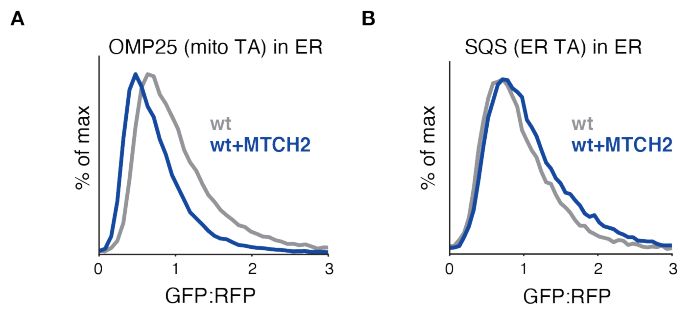 A
OMP25 (mito TA) in ER
% of max
wt
wt+MTCH2
0 1 2 3
GFP:RFP
B
SQS (ER TA) in ER
% of max
wt
wt+MTCH2
0 1 2 3
GFP:RFP